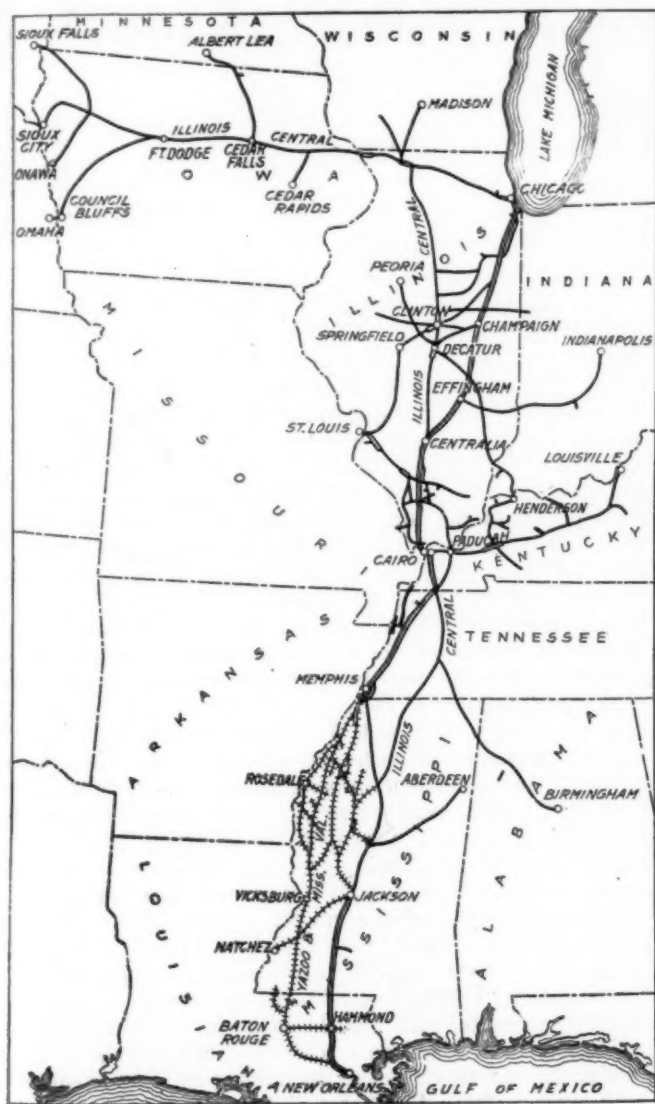 MINNESOTA
SIOUX FALLS
ALBERT LEA
WISCONSIN
MADISON
LAKE MICHIGAN
SIOUX CITY
ILLINOIS CENTRAL
FT. DODGE
CEDAR FALLS
ONAWA
IOWA
CEDAR RAPIDS
CHICAGO
COUNCIL BLUFFS
OMAHA
CENTRAL
PEORIA
ILLINOIS
INDIANA
CLINTON
CHAMPAIGN
SPRINGFIELD
DECATUR
INDIANAPOLIS
EFFINGHAM
MISSOURI
ILLINOIS
ST. LOUIS
CENTRALIA
LOUISVILLE
HENDERSON
PADUCAH
CAIRO
KENTUCKY
CENTRAL
TENNESSEE
ARKANSAS
MEMPHIS
ILLINOIS
ROSEDALE
ABERDEEN
BIRMINGHAM
MISSISSIPPI
ALABAMA
YAZOO & MISS. VAL.
VICKSBURG
JACKSON
LOUISIANA
NATCHEZ
HAMMOND
BATON ROUGE
NEW ORLEANS
GULF OF MEXICO